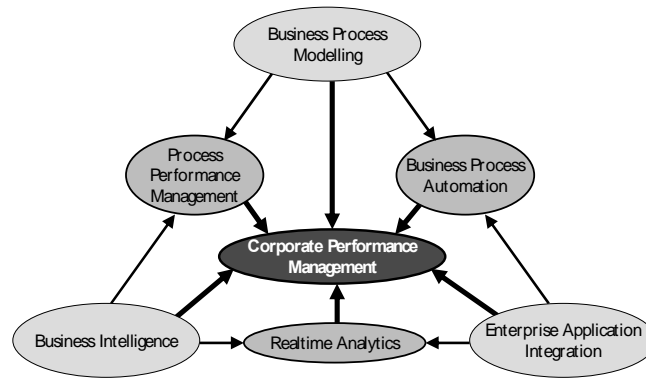 Business Process
Modelling
Process
Performance
Management
Business Process
Automation
Corporate Performance
Management
Business Intelligence
Realtime Analytics
Enterprise Application
Integration